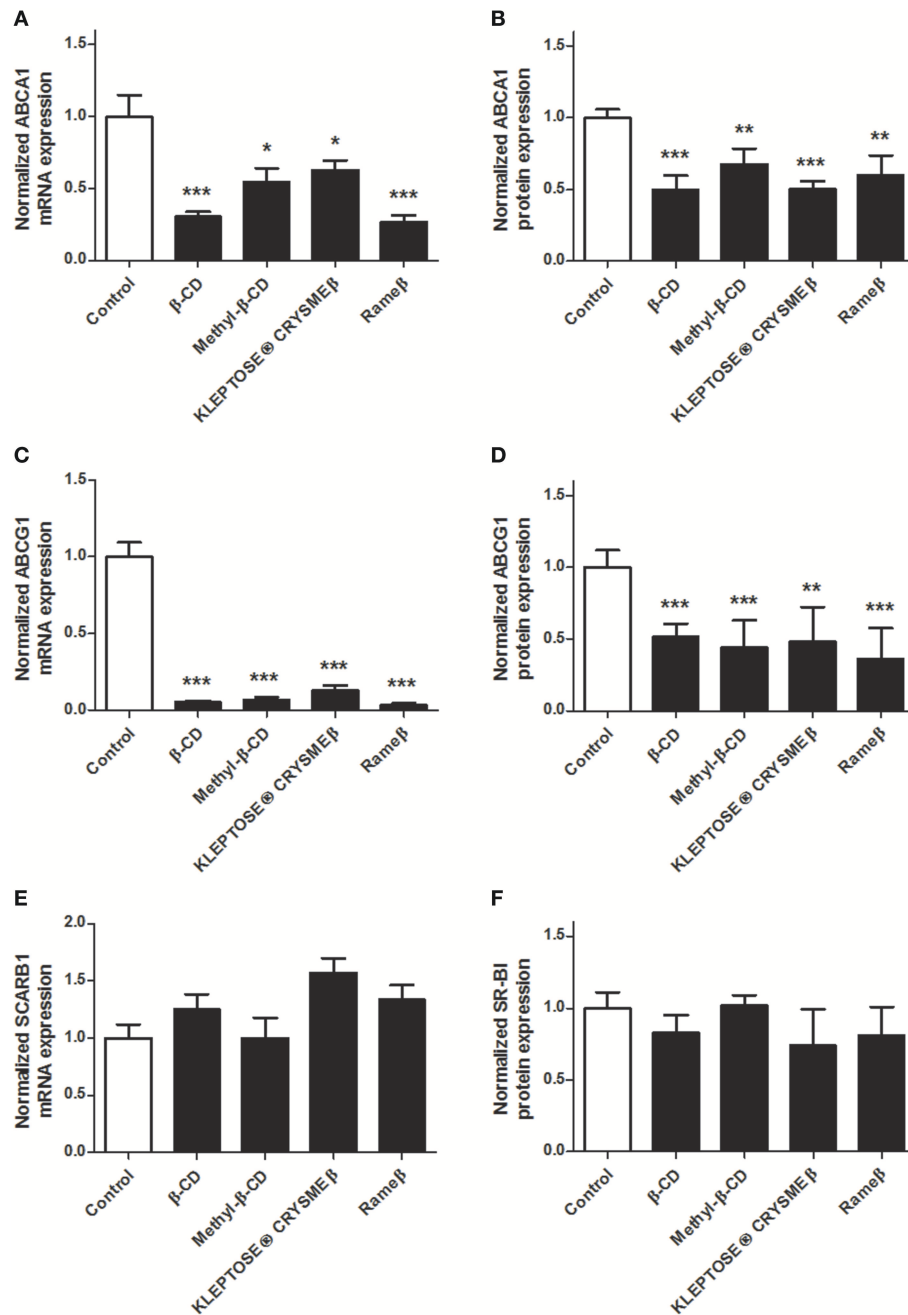 A
Normalized ABCA1
mRNA expression
1.5
1.0
0.5
0.0
***
*
*
***
Control
β-CD
Methyl-β-CD
KLEPTOSE® CRYSMEβ
Rameβ
B
Normalized ABCA1
protein expression
1.5
1.0
0.5
0.0
***
**
***
**
Control
β-CD
Methyl-β-CD
KLEPTOSE® CRYSMEβ
Rameβ
C
Normalized ABCG1
mRNA expression
1.5
1.0
0.5
0.0
***
***
***
***
Control
β-CD
Methyl-β-CD
KLEPTOSE® CRYSMEβ
Rameβ
D
Normalized ABCG1
protein expression
1.5
1.0
0.5
0.0
***
***
**
***
Control
β-CD
Methyl-β-CD
KLEPTOSE® CRYSMEβ
Rameβ
E
Normalized SCARB1
mRNA expression
2.0
1.5
1.0
0.5
0.0
Control
β-CD
Methyl-β-CD
KLEPTOSE® CRYSMEβ
Rameβ
F
Normalized SR-BI
protein expression
1.5
1.0
0.5
0.0
Control
β-CD
Methyl-β-CD
KLEPTOSE® CRYSMEβ
Rameβ